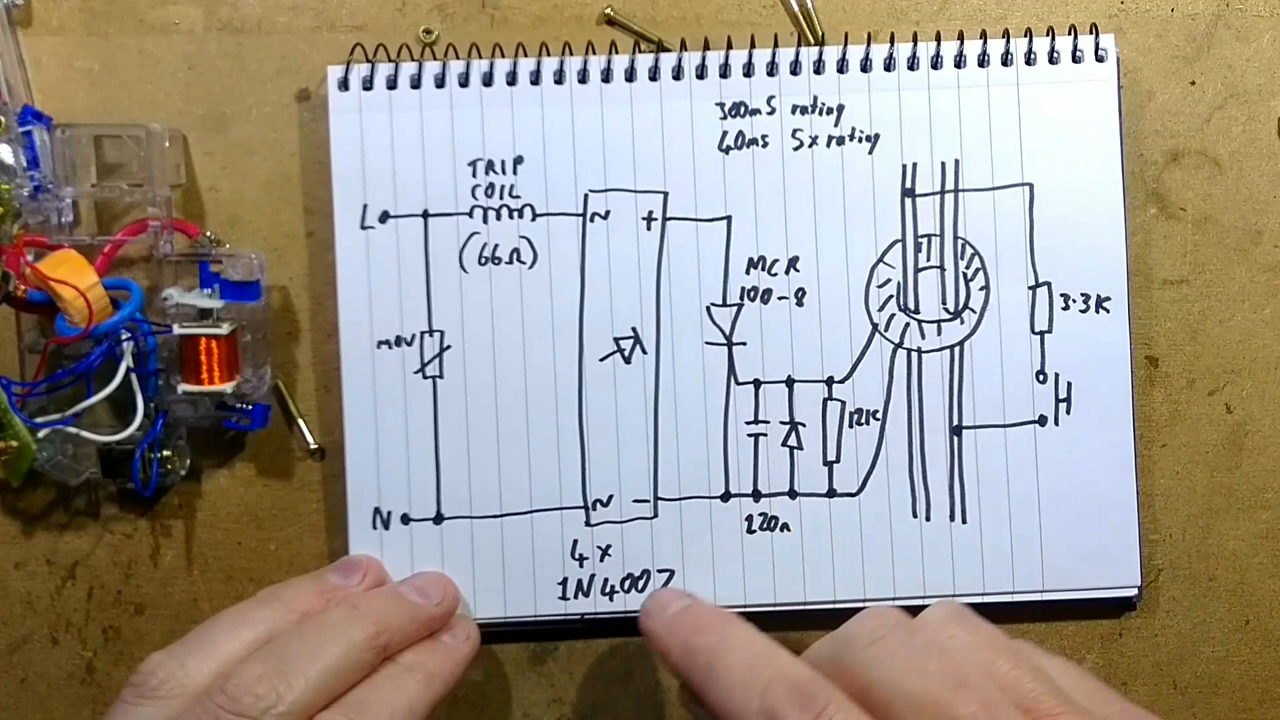 300mS rating
40ms 5x rating
TRIP
COIL
L
~
+
(66Ω)
MCR
100-8
3.3K
MOV
12K
N
~
−
220n
4x
1N4007